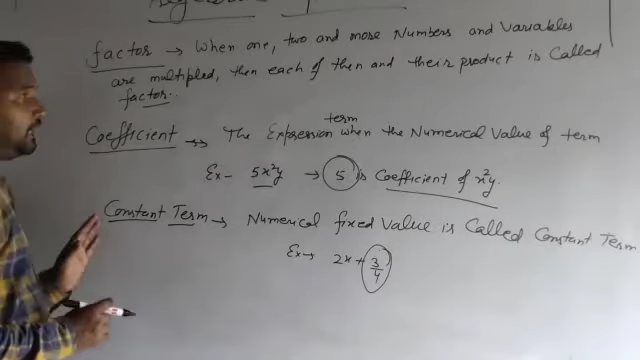 factor → When one, two and more Numbers and Variables
are multipled, then each of then and their product is Called
factor..
term
Coefficient → The Expression when the Numerical Value of term
Ex - 5x²y → 5 is Coefficient of x²y.
Constant Term → Numerical fixed Value is Called Constant Term
Ex → 2x + 3/4